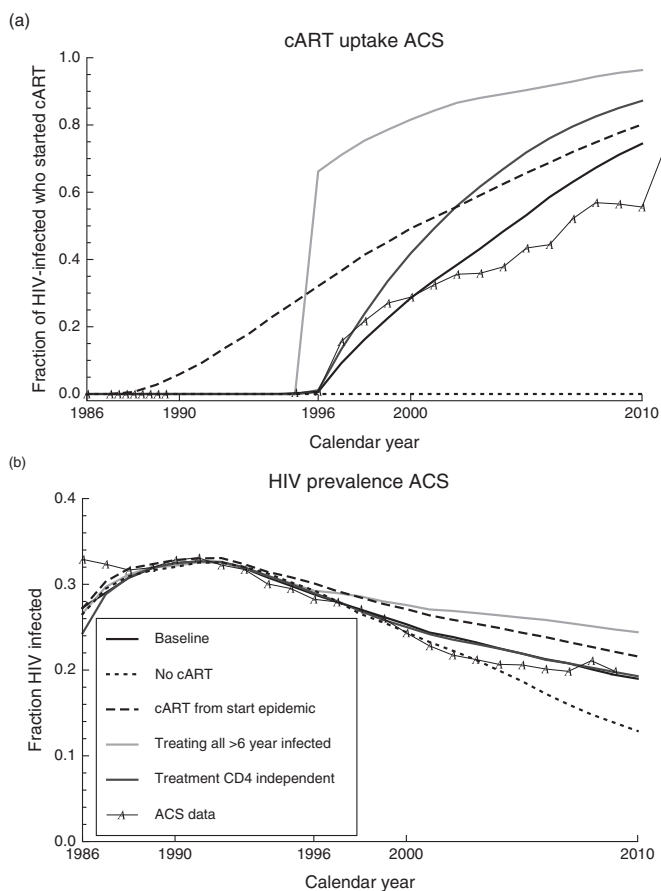 (a)
cART uptake ACS
Fraction of HIV-infected who started cART
1.0
0.8
0.6
0.4
0.2
0.0
1986
1990
1996
2000
2010
Calendar year
(b)
HIV prevalence ACS
Fraction HIV infected
0.4
0.3
0.2
0.1
0.0
Baseline
No cART
cART from start epidemic
Treating all >6 year infected
Treatment CD4 independent
ACS data
1986
1990
1996
2000
2010
Calendar year